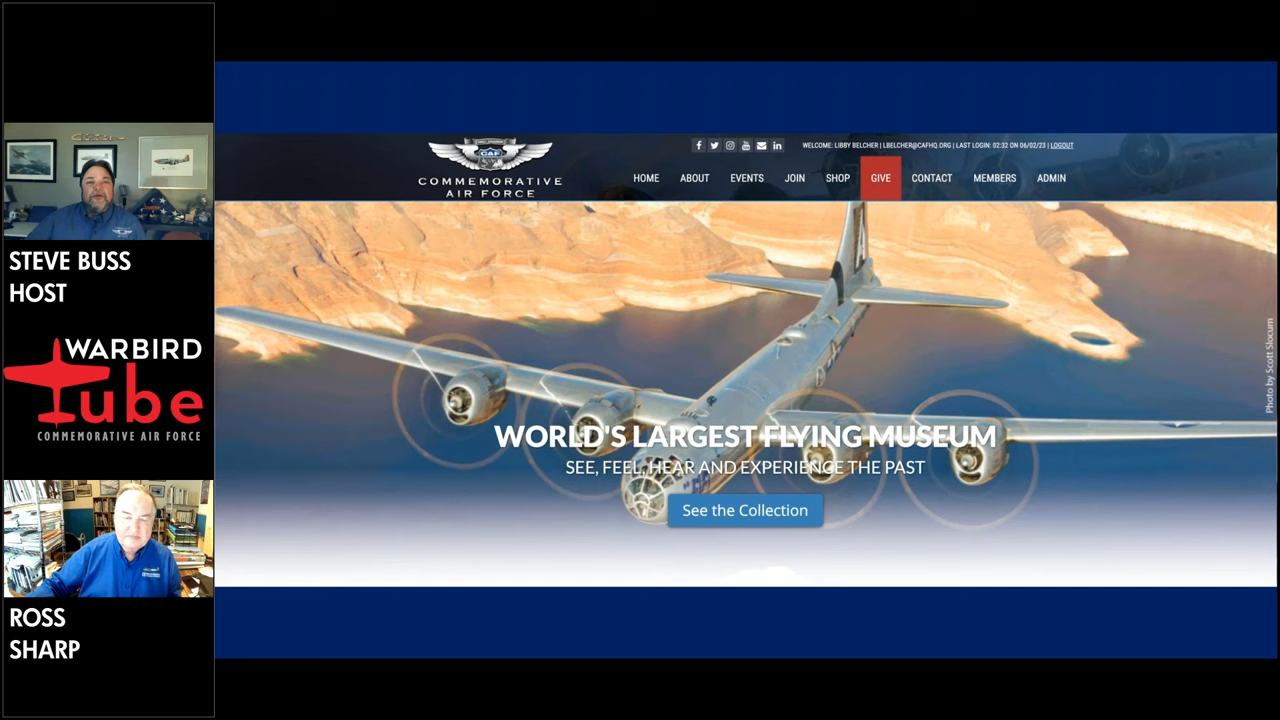 STEVE BUSS
HOST
WARBIRD
Tube
COMMEMORATIVE AIR FORCE
ROSS
SHARP
CAF
COMMEMORATIVE
AIR FORCE
WELCOME: LIBBY BELCHER | LBELCHER@CAFHQ.ORG | LAST LOGIN: 02:32 ON 06/02/23 | LOGOUT
HOME ABOUT EVENTS JOIN SHOP GIVE CONTACT MEMBERS ADMIN
WORLD'S LARGEST FLYING MUSEUM
SEE, FEEL, HEAR AND EXPERIENCE THE PAST
See the Collection
Photo by Scott Slocum